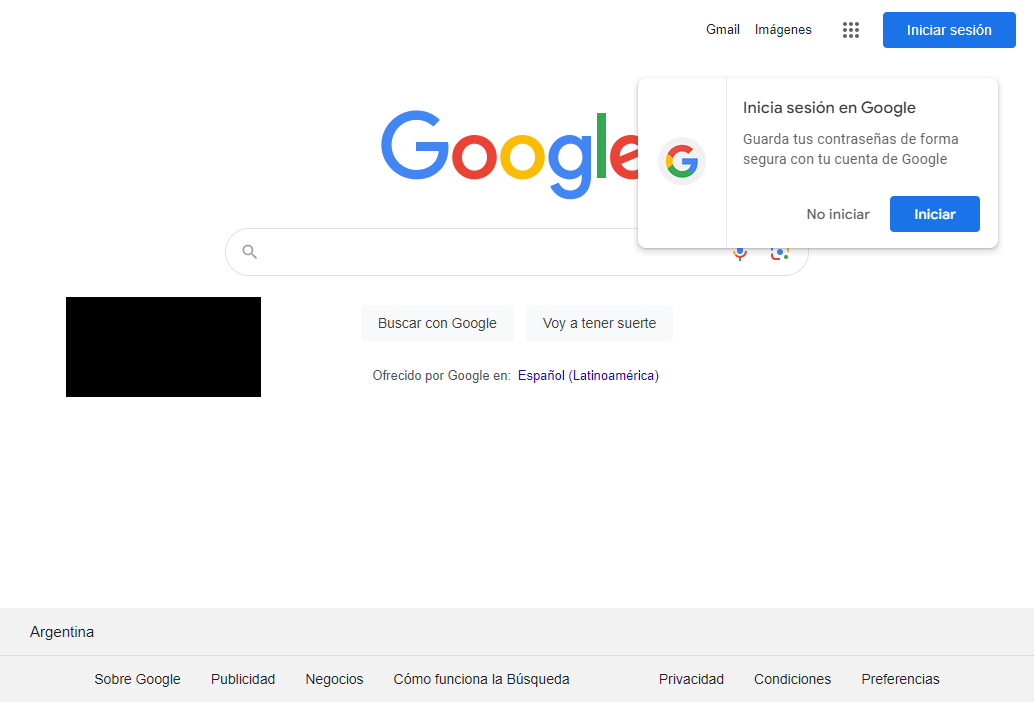 Gmail Imágenes Iniciar sesión
Google
Inicia sesión en Google
Guarda tus contraseñas de forma
segura con tu cuenta de Google
No iniciar Iniciar
Buscar con Google Voy a tener suerte
Ofrecido por Google en: Español (Latinoamérica)
Argentina
Sobre Google Publicidad Negocios Cómo funciona la Búsqueda Privacidad Condiciones Preferencias